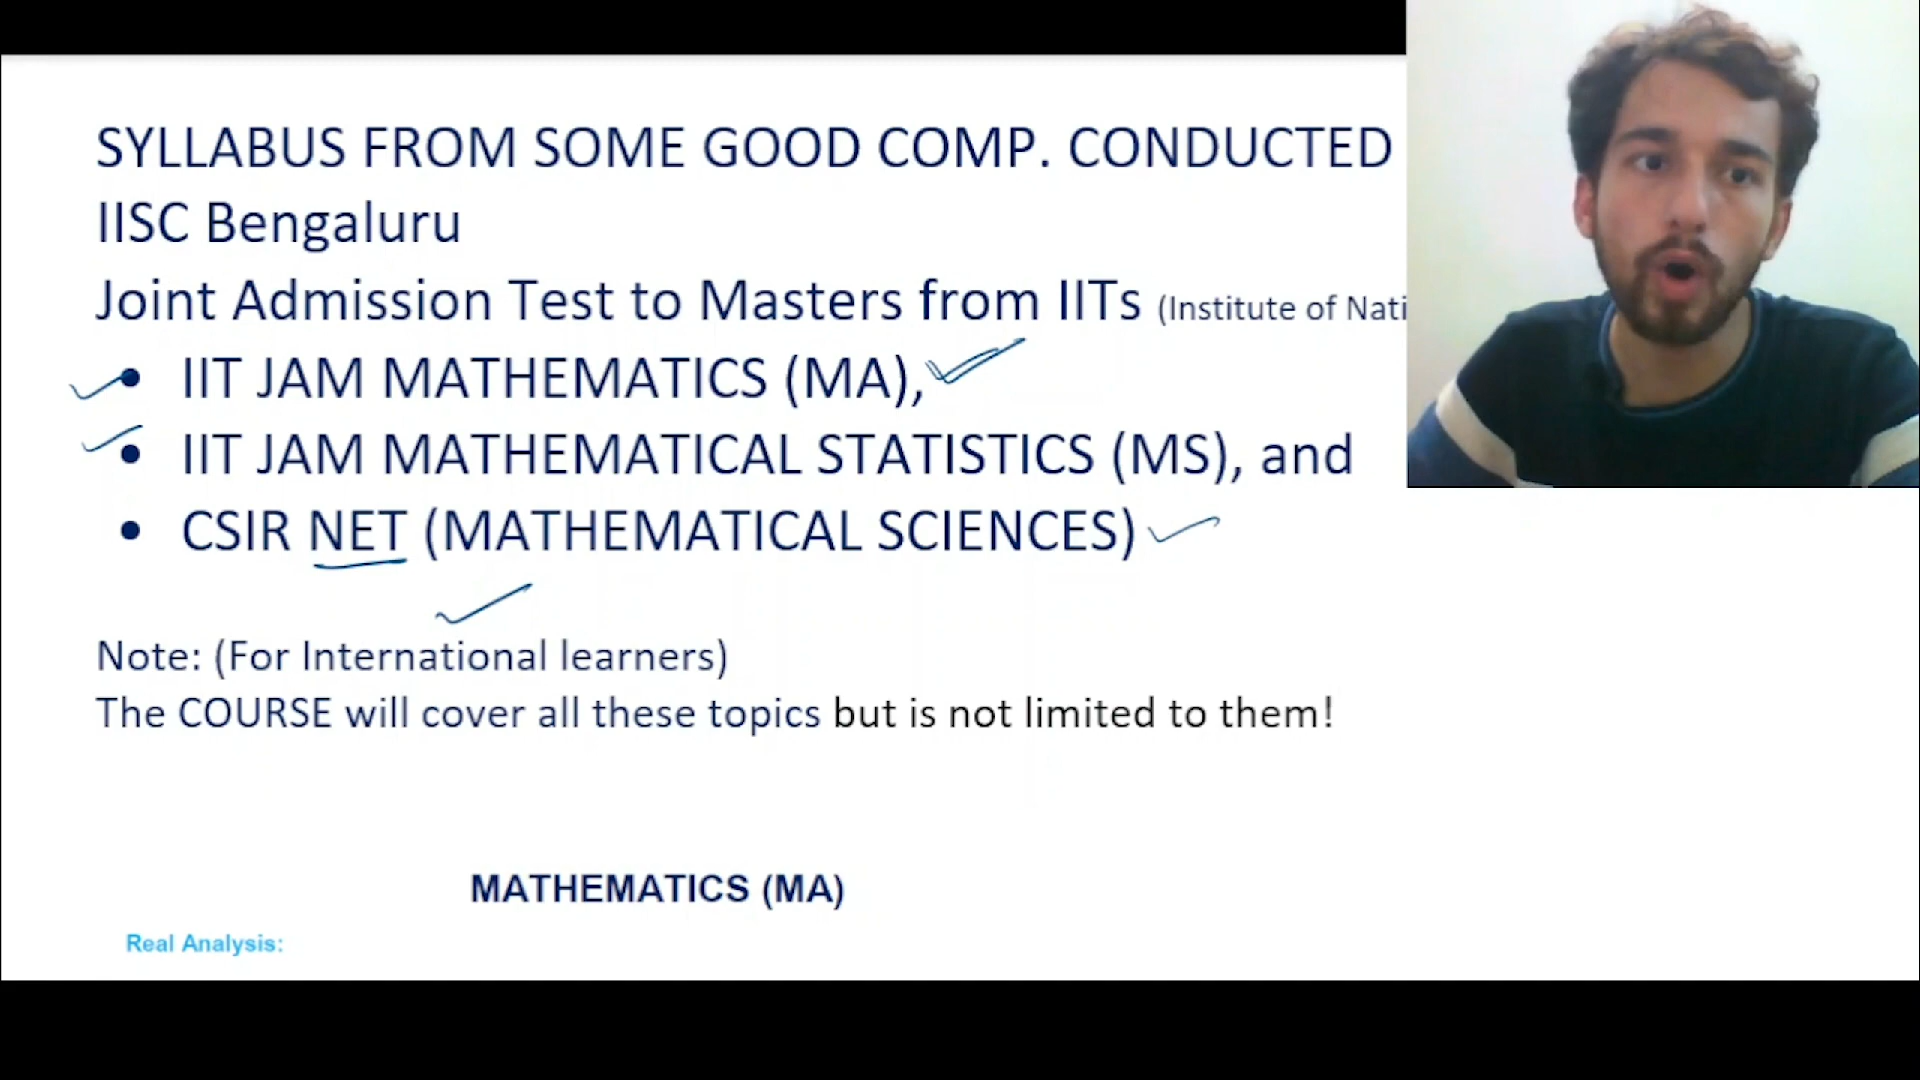 SYLLABUS FROM SOME GOOD COMP. CONDUCTED
IISC Bengaluru
Joint Admission Test to Masters from IITs (Institute of Nati
• IIT JAM MATHEMATICS (MA),
• IIT JAM MATHEMATICAL STATISTICS (MS), and
• CSIR NET (MATHEMATICAL SCIENCES)
Note: (For International learners)
The COURSE will cover all these topics but is not limited to them!
MATHEMATICS (MA)
Real Analysis: